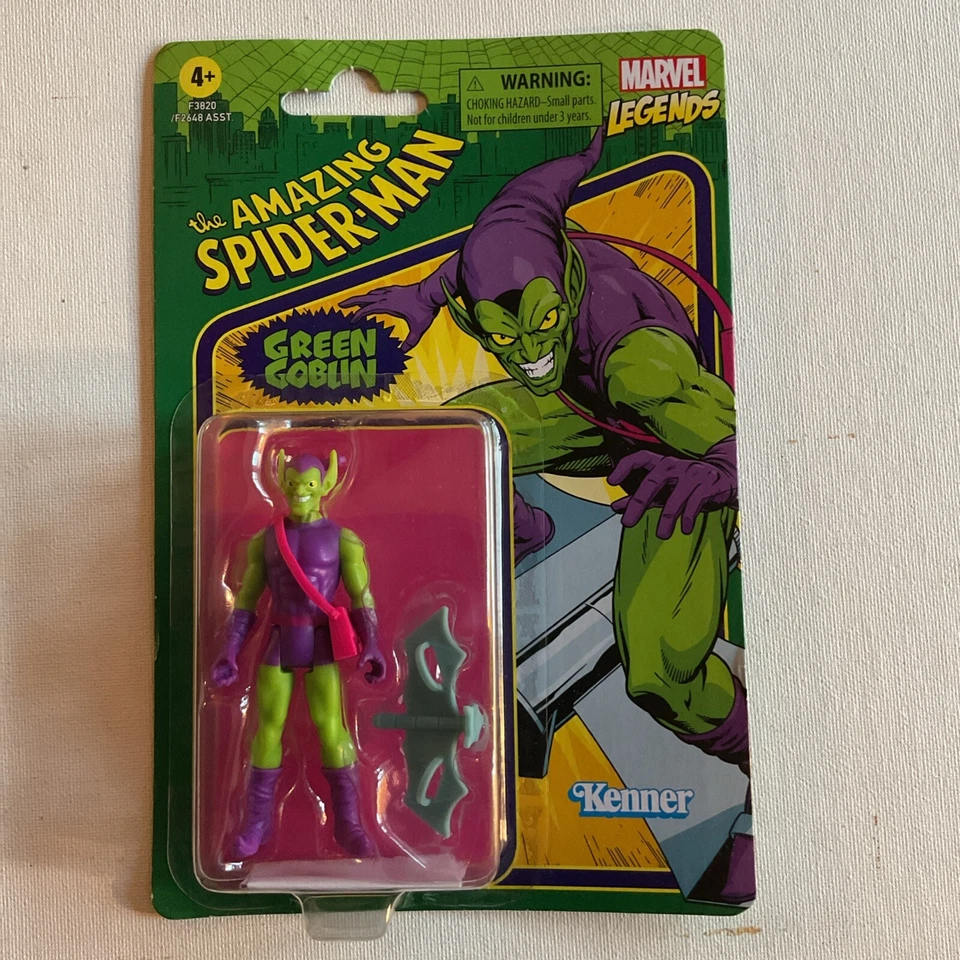 4+
F3820
/F2648 ASST.
WARNING:
CHOKING HAZARD–Small parts.
Not for children under 3 years.
MARVEL
LEGENDS
the AMAZING
SPIDER-MAN
GREEN
GOBLIN
Kenner